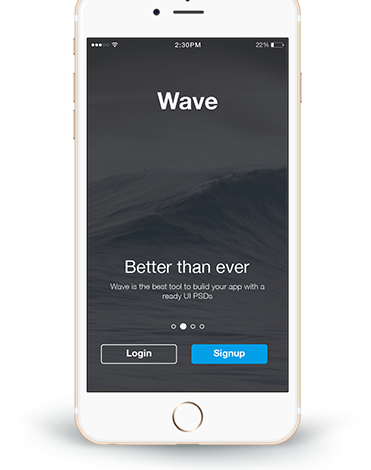 2:30PM
22%
Wave
Better than ever
Wave is the best tool to build your app with a
ready UI PSDs
Login
Signup